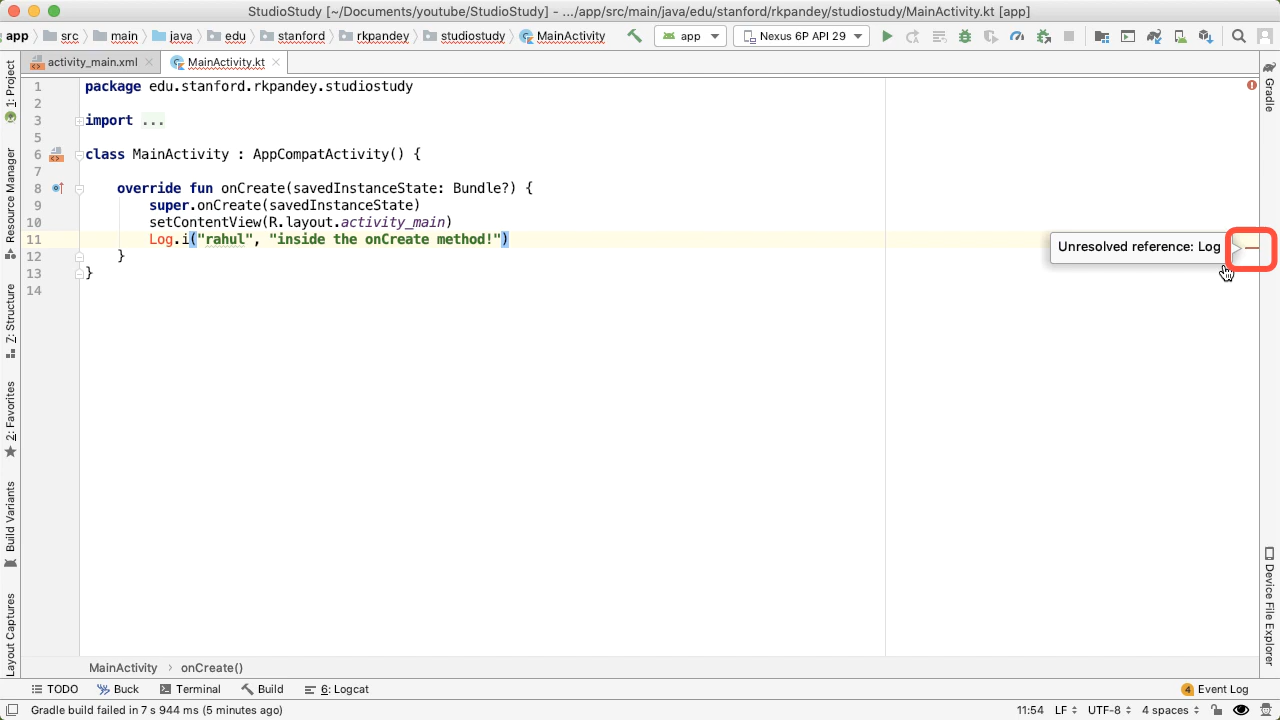 StudioStudy [~/Documents/youtube/StudioStudy] - .../app/src/main/java/edu/stanford/rkpandey/studiostudy/MainActivity.kt [app]
app src main java edu stanford rkpandey studiostudy MainActivity app Nexus 6P API 29
activity_main.xml MainActivity.kt
1 package edu.stanford.rkpandey.studiostudy
2
3 import ...
5
6 class MainActivity : AppCompatActivity() {
7
8 override fun onCreate(savedInstanceState: Bundle?) {
9 super.onCreate(savedInstanceState)
10 setContentView(R.layout.activity_main)
11 Log.i("rahul", "inside the onCreate method!")
12 }
13 }
14
Unresolved reference: Log
1: Project
Resource Manager
Z: Structure
2: Favorites
Build Variants
Layout Captures
Gradle
Device File Explorer
MainActivity › onCreate()
TODO Buck Terminal Build 6: Logcat 4 Event Log
Gradle build failed in 7 s 944 ms (5 minutes ago) 11:54 LF UTF-8 4 spaces